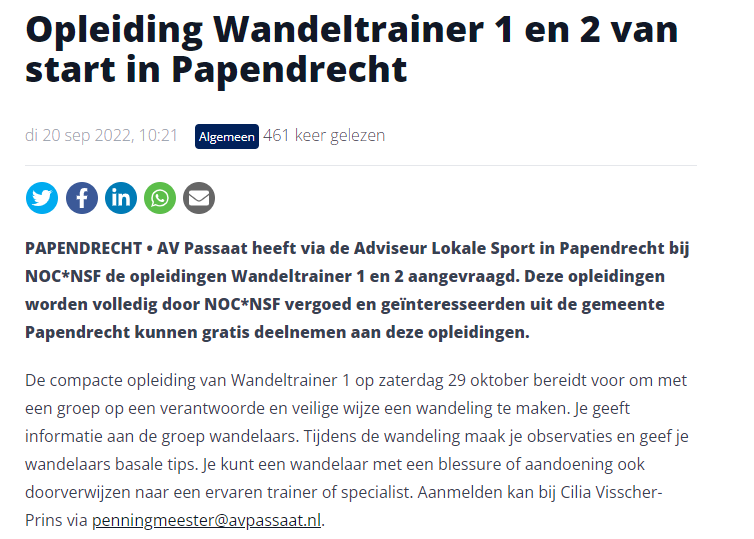 Opleiding Wandeltrainer 1 en 2 van
start in Papendrecht
di 20 sep 2022, 10:21 Algemeen 461 keer gelezen
PAPENDRECHT • AV Passaat heeft via de Adviseur Lokale Sport in Papendrecht bij
NOC*NSF de opleidingen Wandeltrainer 1 en 2 aangevraagd. Deze opleidingen
worden volledig door NOC*NSF vergoed en geïnteresseerden uit de gemeente
Papendrecht kunnen gratis deelnemen aan deze opleidingen.
De compacte opleiding van Wandeltrainer 1 op zaterdag 29 oktober bereidt voor om met
een groep op een verantwoorde en veilige wijze een wandeling te maken. Je geeft
informatie aan de groep wandelaars. Tijdens de wandeling maak je observaties en geef je
wandelaars basale tips. Je kunt een wandelaar met een blessure of aandoening ook
doorverwijzen naar een ervaren trainer of specialist. Aanmelden kan bij Cilia Visscher-
Prins via penningmeester@avpassaat.nl.